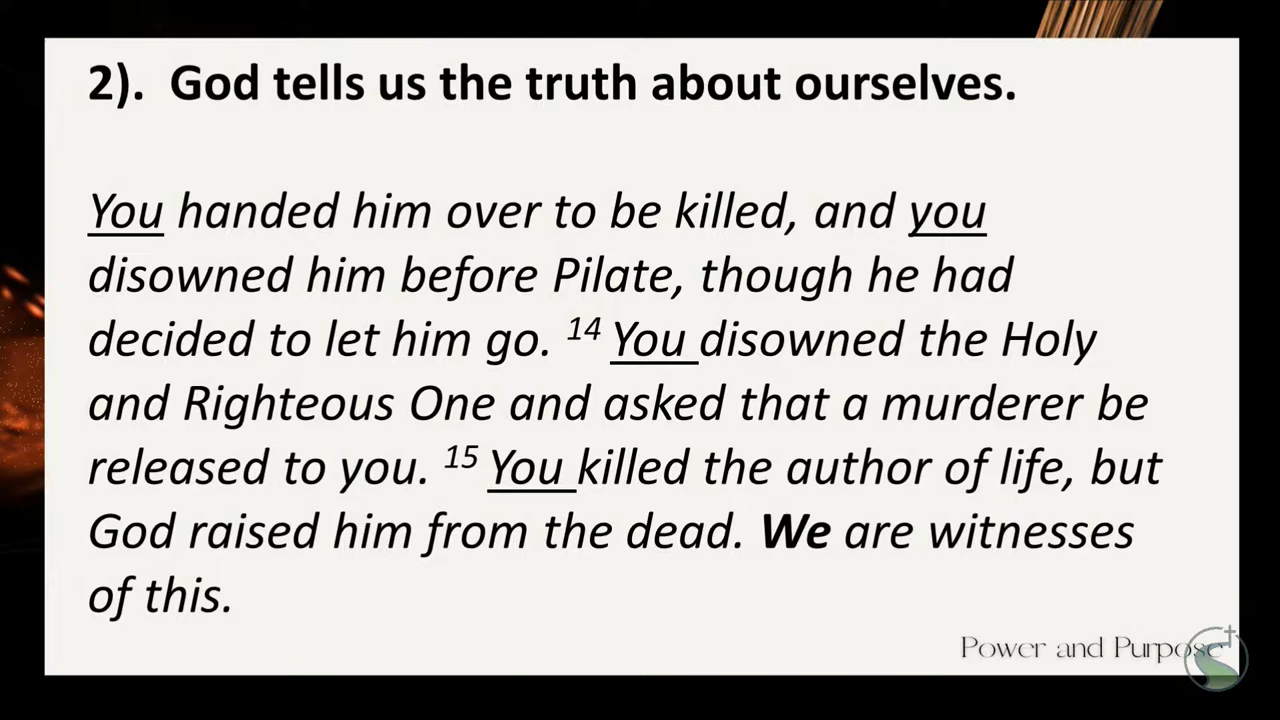 2). God tells us the truth about ourselves.
You handed him over to be killed, and you
disowned him before Pilate, though he had
decided to let him go. 14 You disowned the Holy
and Righteous One and asked that a murderer be
released to you. 15 You killed the author of life, but
God raised him from the dead. We are witnesses
of this.
Power and Purpose